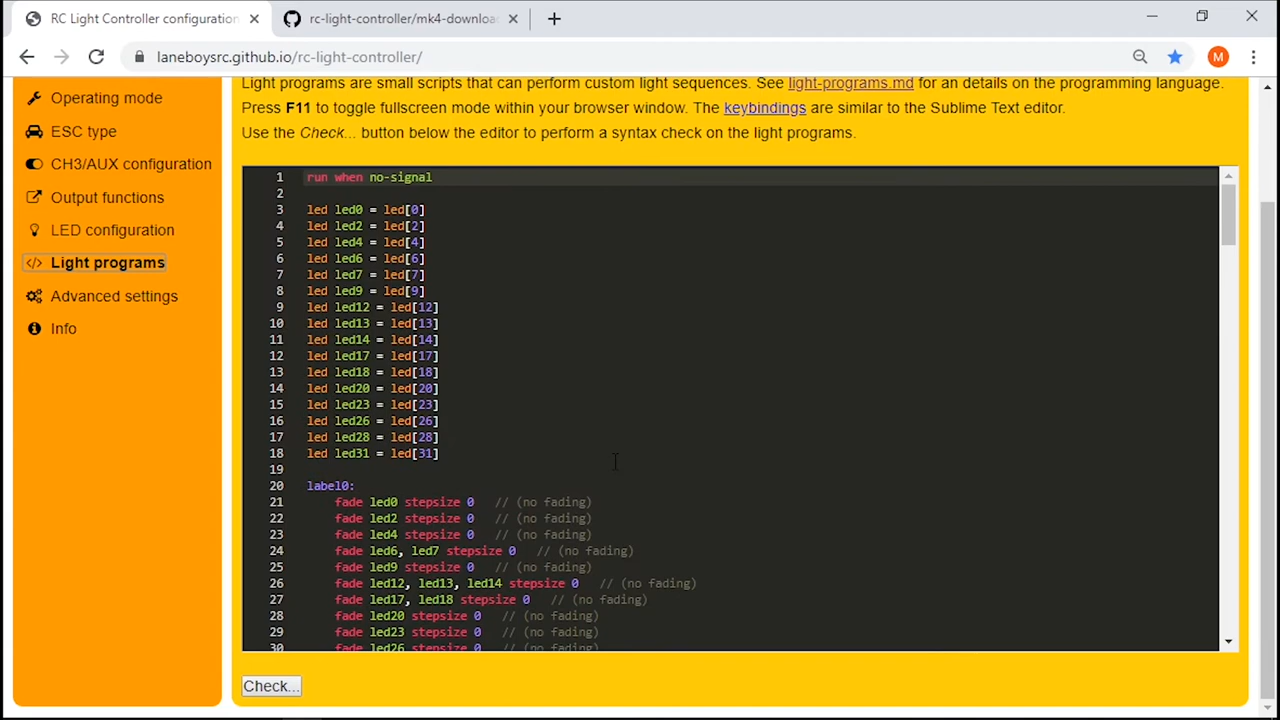 RC Light Controller configuration
rc-light-controller/mk4-downloa
laneboysrc.github.io/rc-light-controller/
M
Operating mode
ESC type
CH3/AUX configuration
Output functions
LED configuration
Light programs
Advanced settings
Info
Light programs are small scripts that can perform custom light sequences. See light-programs.md for an details on the programming language.
Press F11 to toggle fullscreen mode within your browser window. The keybindings are similar to the Sublime Text editor.
Use the Check... button below the editor to perform a syntax check on the light programs.
1 run when no-signal
2
3 led led0 = led[0]
4 led led2 = led[2]
5 led led4 = led[4]
6 led led6 = led[6]
7 led led7 = led[7]
8 led led9 = led[9]
9 led led12 = led[12]
10 led led13 = led[13]
11 led led14 = led[14]
12 led led17 = led[17]
13 led led18 = led[18]
14 led led20 = led[20]
15 led led23 = led[23]
16 led led26 = led[26]
17 led led28 = led[28]
18 led led31 = led[31]
19
20 label0:
21 fade led0 stepsize 0 // (no fading)
22 fade led2 stepsize 0 // (no fading)
23 fade led4 stepsize 0 // (no fading)
24 fade led6, led7 stepsize 0 // (no fading)
25 fade led9 stepsize 0 // (no fading)
26 fade led12, led13, led14 stepsize 0 // (no fading)
27 fade led17, led18 stepsize 0 // (no fading)
28 fade led20 stepsize 0 // (no fading)
29 fade led23 stepsize 0 // (no fading)
30 fade led26 stepsize 0 // (no fading)
Check...